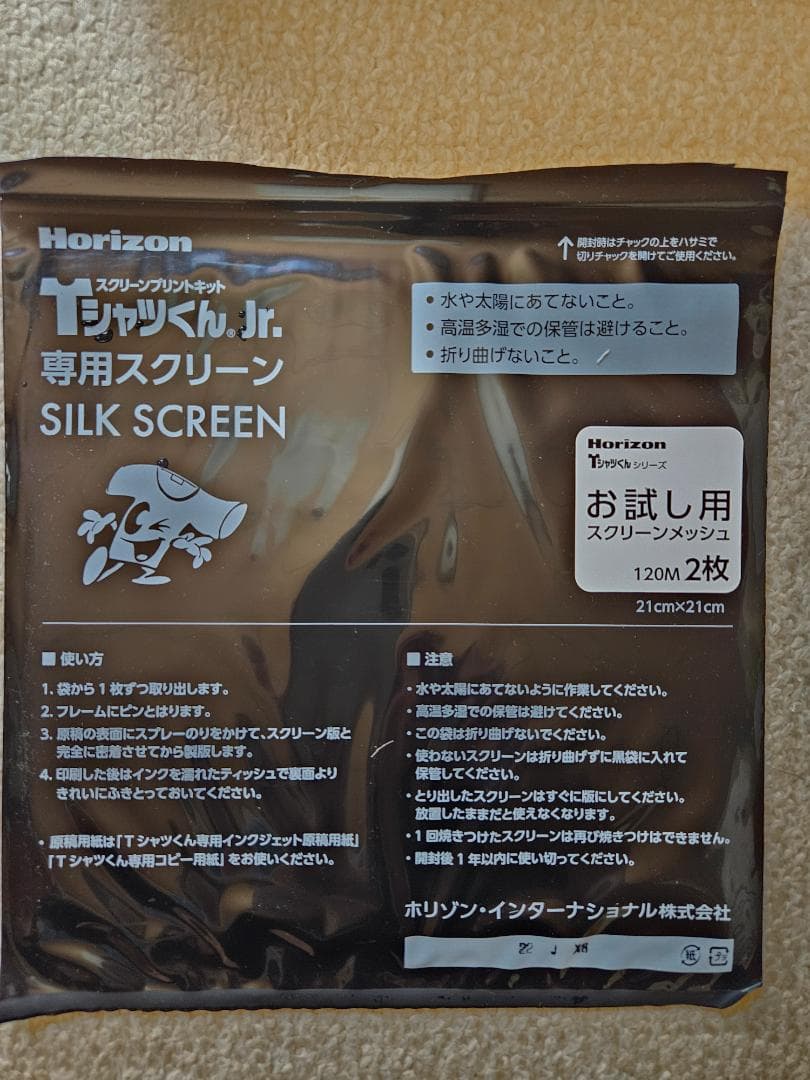 Horizon
↑開封時はチャックの上をハサミで
切りチャックを開けてご使用ください。
スクリーンプリントキット
Tシャツくん®Jr.
専用スクリーン
SILK SCREEN
• 水や太陽にあてないこと。
• 高温多湿での保管は避けること。
• 折り曲げないこと。
Horizon
Tシャツくんシリーズ
お試し用
スクリーンメッシュ
120M 2枚
21cm×21cm
■ 使い方
1. 袋から1枚ずつ取り出します。
2. フレームにピンとはります。
3. 原稿の表面にスプレーのりをかけて、スクリーン版と
完全に密着させてから製版します。
4. 印刷した後はインクを濡れたティッシュで裏面より
きれいにふきとっておいてください。
・原稿用紙は「Tシャツくん専用インクジェット原稿用紙」
「Tシャツくん専用コピー用紙」をお使いください。
■ 注意
・水や太陽にあてないように作業してください。
・高温多湿での保管は避けてください。
・この袋は折り曲げないでください。
・使わないスクリーンは折り曲げずに黒袋に入れて
保管してください。
・とり出したスクリーンはすぐに版にしてください。
放置したままだと使えなくなります。
・1回焼きつけたスクリーンは再び焼きつけはできません。
・開封後1年以内に使い切ってください。
ホリゾン・インターナショナル株式会社
22 J
紙
プラ